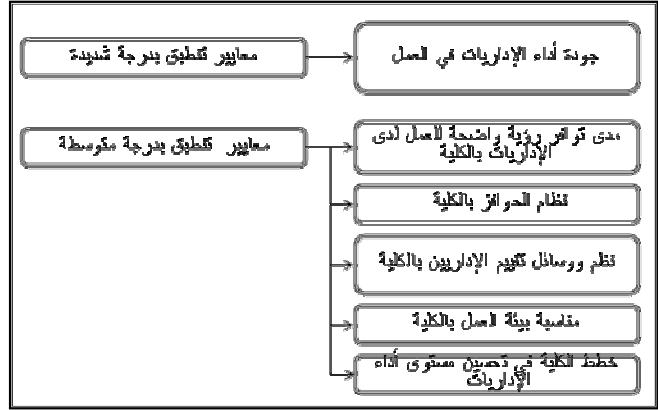 جودة أداء الإداريات في العمل
معايير تنطبق بدرجة شديدة
مدى توافر رؤية واضحة للعمل لدى
الإداريات بالكلية
معايير تنطبق بدرجة متوسطة
نظام الحوافز بالكلية
نظم ووسائل تقييم الإداريين بالكلية
مناسبة بيئة العمل بالكلية
خطط الكلية في تحسين مستوى أداء
الإداريات